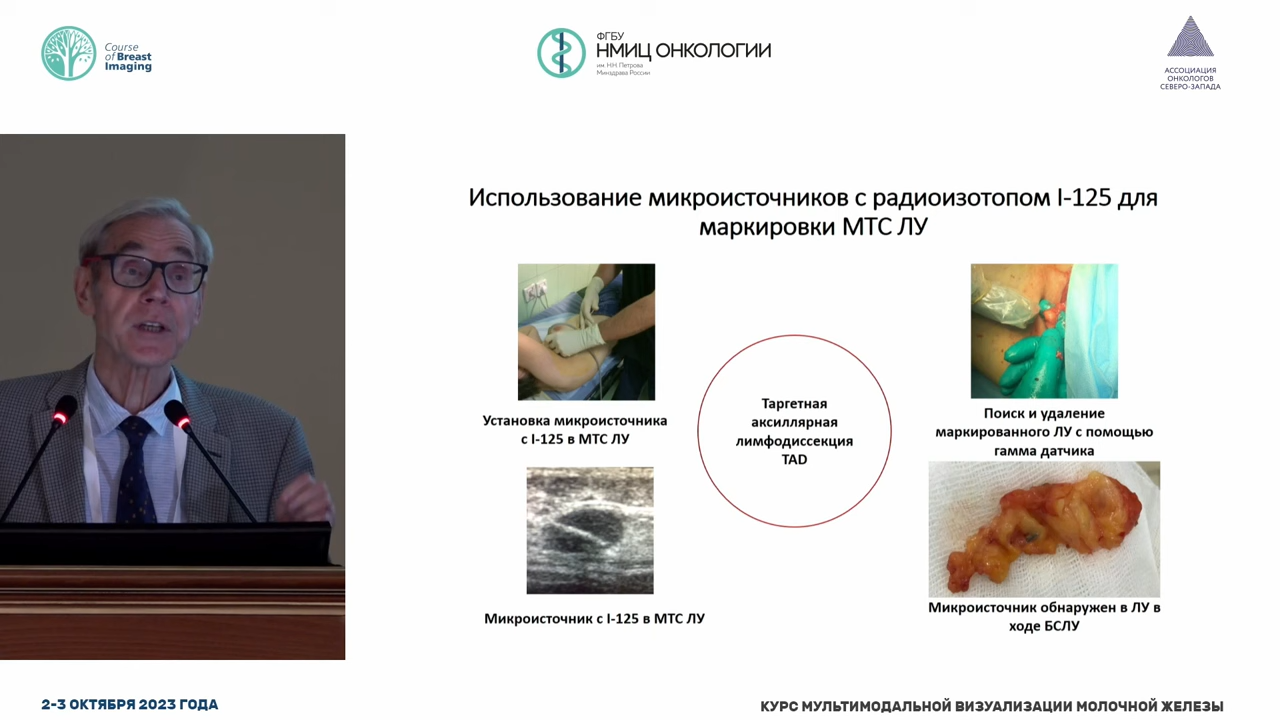 Course
of Breast
Imaging
ФГБУ
НМИЦ ОНКОЛОГИИ
им. Н.Н. Петрова
Минздрава России
АССОЦИАЦИЯ
ОНКОЛОГОВ
СЕВЕРО-ЗАПАДА
Использование микроисточников с радиоизотопом I-125 для
маркировки МТС ЛУ
Установка микроисточника
с I-125 в МТС ЛУ
Микроисточник с I-125 в МТС ЛУ
Таргетная
аксиллярная
лимфодиссекция
TAD
Поиск и удаление
маркированного ЛУ с помощью
гамма датчика
Микроисточник обнаружен в ЛУ в
ходе БСЛУ
2-3 ОКТЯБРЯ 2023 ГОДА
КУРС МУЛЬТИМОДАЛЬНОЙ ВИЗУАЛИЗАЦИИ МОЛОЧНОЙ ЖЕЛЕЗЫ